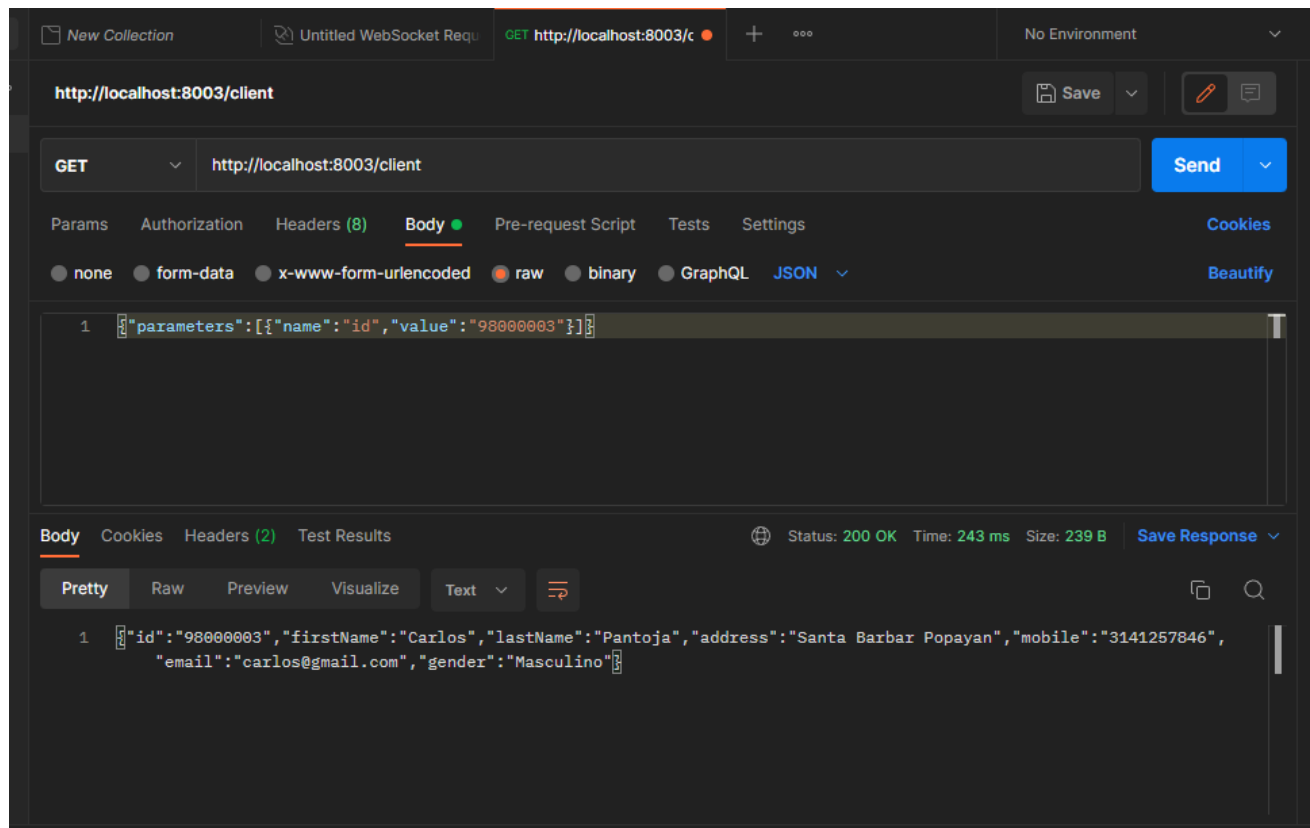 New Collection Untitled WebSocket Requ GET http://localhost:8003/c No Environment
http://localhost:8003/client Save
GET http://localhost:8003/client Send
Params Authorization Headers (8) Body Pre-request Script Tests Settings Cookies
none form-data x-www-form-urlencoded raw binary GraphQL JSON Beautify
1 {"parameters":[{"name":"id","value":"98000003"}]}
Body Cookies Headers (2) Test Results Status: 200 OK Time: 243 ms Size: 239 B Save Response
Pretty Raw Preview Visualize Text
1 {"id":"98000003","firstName":"Carlos","lastName":"Pantoja","address":"Santa Barbar Popayan","mobile":"3141257846",
"email":"carlos@gmail.com","gender":"Masculino"}